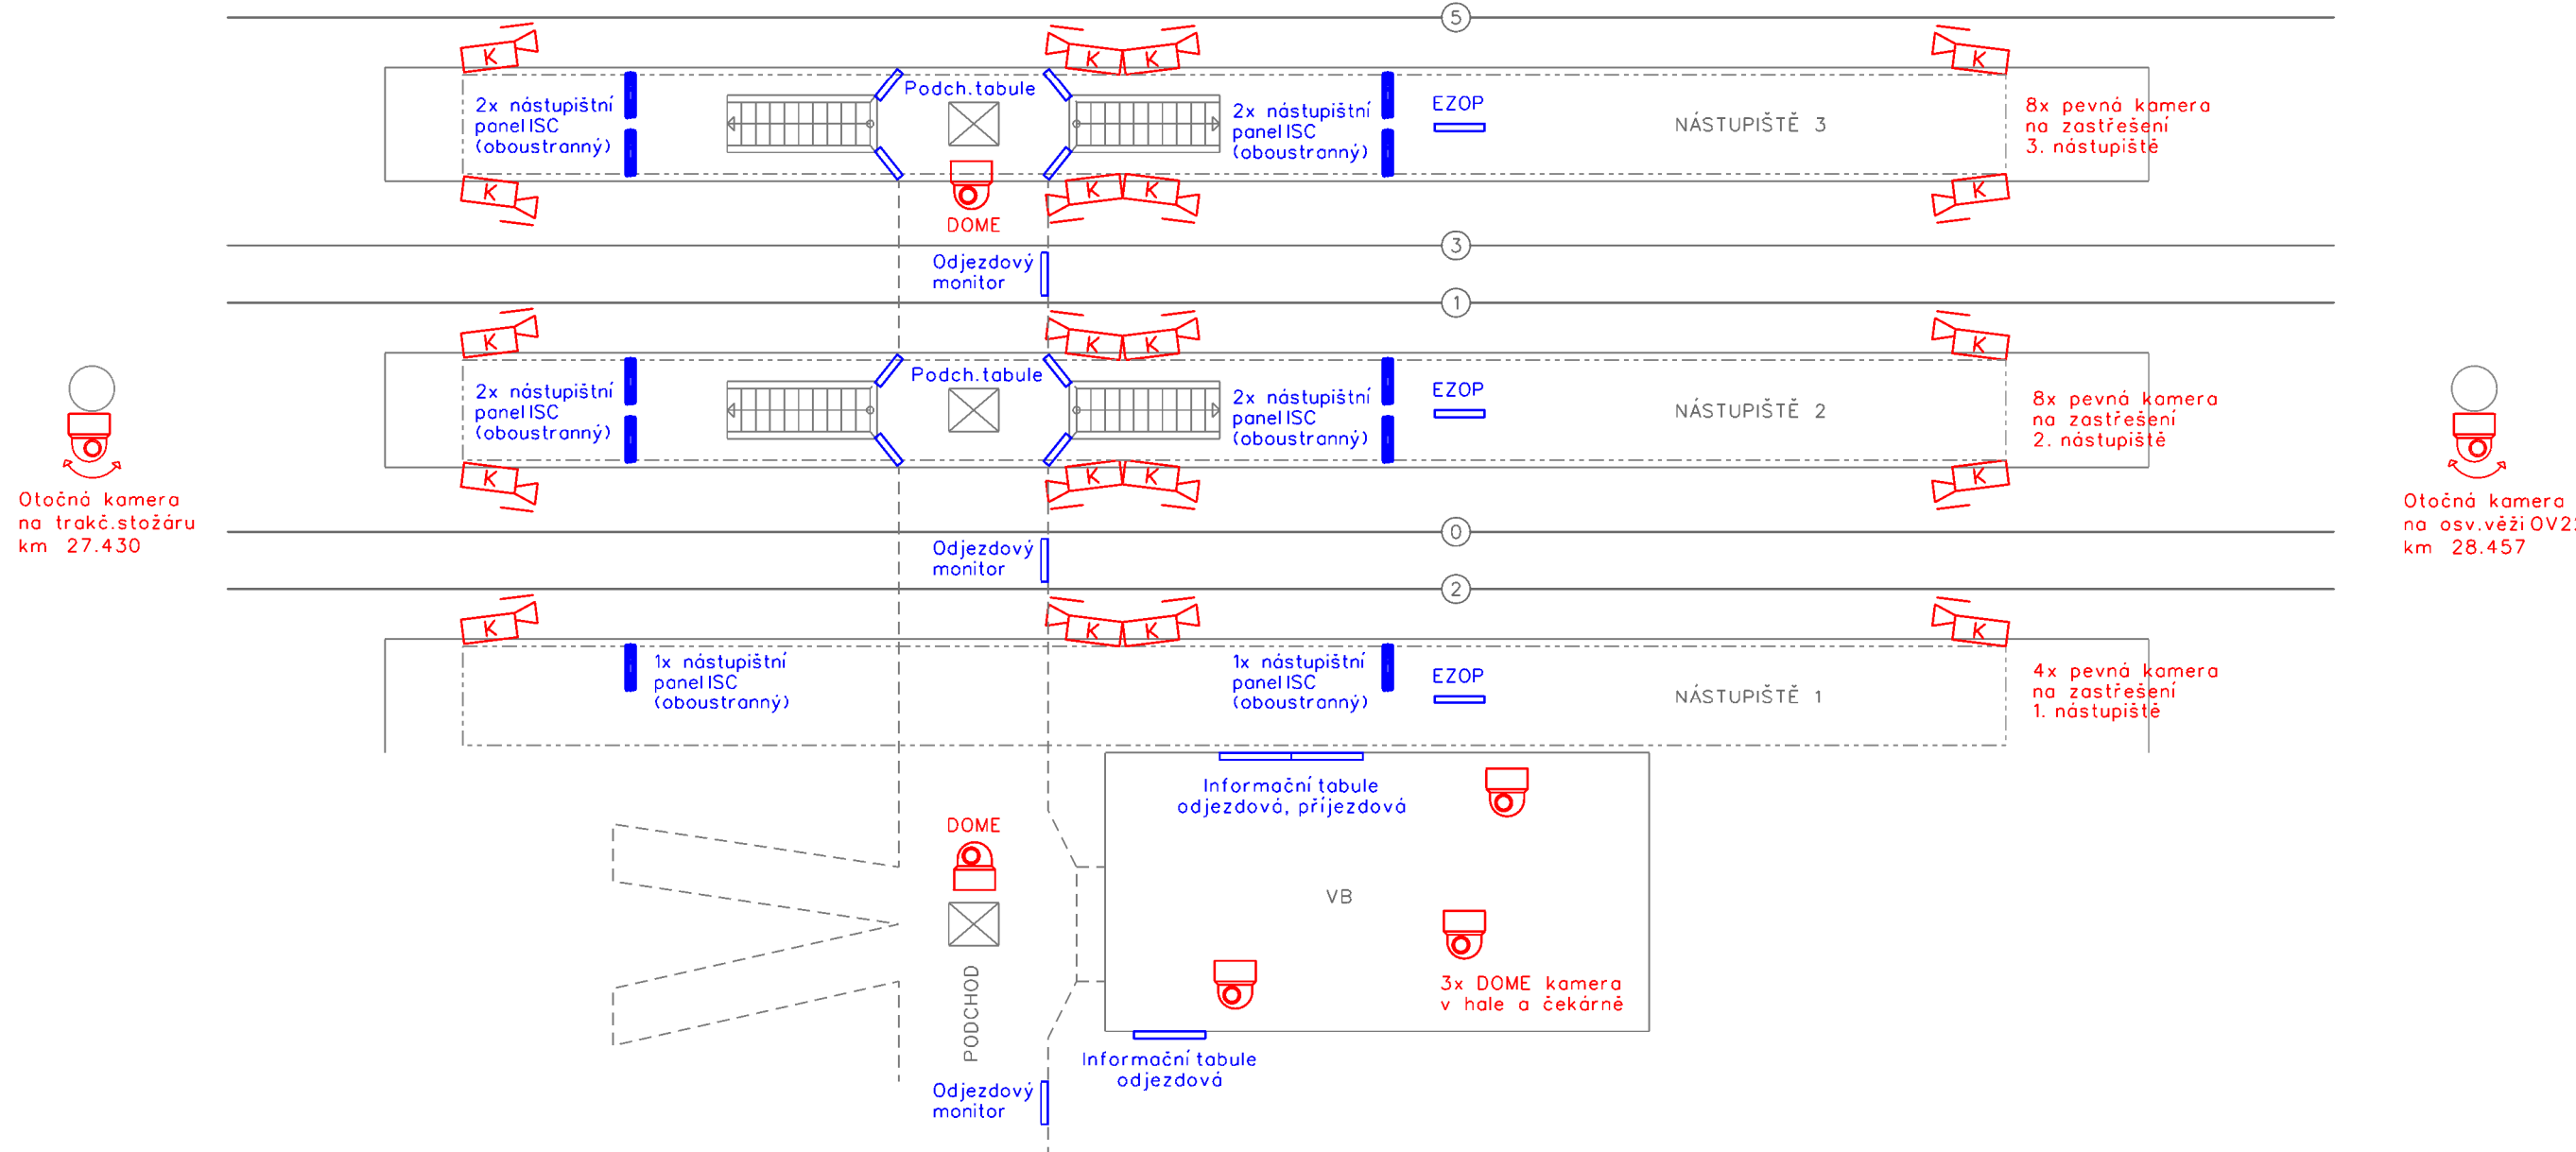 5
K
K
K
K
2x nástupištní
panel ISC
(oboustranný)
Podch.tabule
2x nástupištní
panel ISC
(oboustranný)
EZOP
NÁSTUPIŠTĚ 3
8x pevná kamera
na zastřešení
3. nástupiště
K
DOME
K
K
K
3
Odjezdový
monitor
1
K
K
K
K
2x nástupištní
panel ISC
(oboustranný)
Podch.tabule
2x nástupištní
panel ISC
(oboustranný)
EZOP
NÁSTUPIŠTĚ 2
8x pevná kamera
na zastřešení
2. nástupiště
K
K
K
K
Otočná kamera
na trakč.stožáru
km 27.430
Otočná kamera
na osv.věži
km 28.457
0
Odjezdový
monitor
2
K
K
K
K
1x nástupištní
panel ISC
(oboustranný)
1x nástupištní
panel ISC
(oboustranný)
EZOP
NÁSTUPIŠTĚ 1
4x pevná kamera
na zastřešení
1. nástupiště
Informační tabule
odjezdová, příjezdová
DOME
VB
PODCHOD
3x DOME kamera
v hale a čekárně
Informační tabule
odjezdová
Odjezdový
monitor